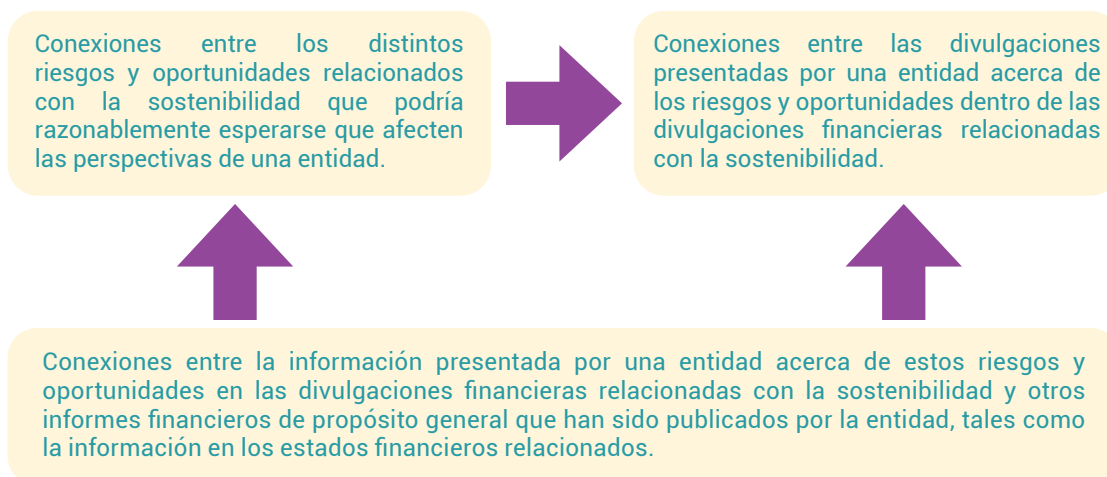 Conexiones entre los distintos
riesgos y oportunidades relacionados
con la sostenibilidad que podría
razonablemente esperarse que afecten
las perspectivas de una entidad.
Conexiones entre las divulgaciones
presentadas por una entidad acerca de
los riesgos y oportunidades dentro de las
divulgaciones financieras relacionadas
con la sostenibilidad.
Conexiones entre la información presentada por una entidad acerca de estos riesgos y
oportunidades en las divulgaciones financieras relacionadas con la sostenibilidad y otros
informes financieros de propósito general que han sido publicados por la entidad, tales como
la información en los estados financieros relacionados.